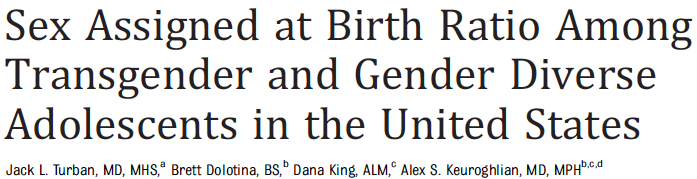 Sex Assigned at Birth Ratio Among
Transgender and Gender Diverse
Adolescents in the United States
Jack L. Turban, MD, MHS,a Brett Dolotina, BS,b Dana King, ALM,c Alex S. Keuroghlian, MD, MPHb,c,d